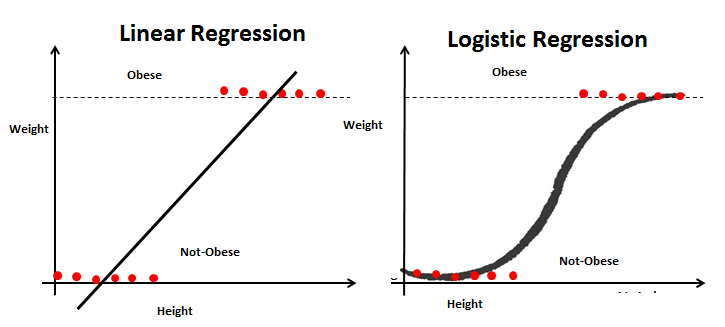 Linear Regression
Obese
Weight
Not-Obese
Height
Logistic Regression
Obese
Weight
Not-Obese
Height